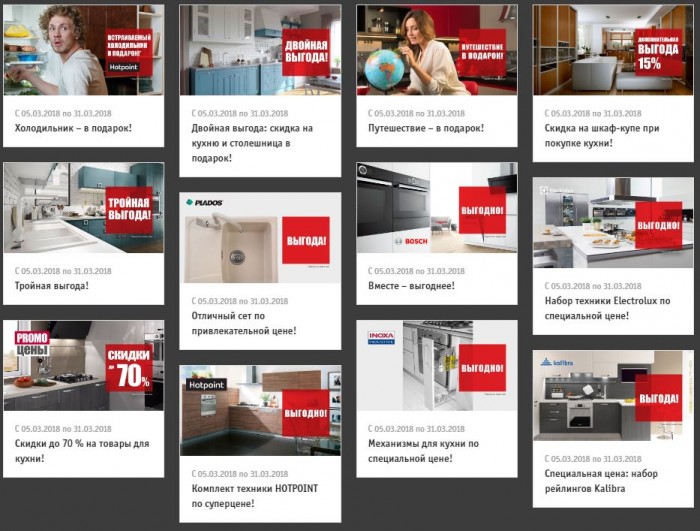 ВСТРАИВАЕМЫЙ
ХОЛОДИЛЬНИК
В ПОДАРОК!
Hotpoint
С 05.03.2018 по 31.03.2018
Холодильник – в подарок!
ДВОЙНАЯ
ВЫГОДА!
С 05.03.2018 по 31.03.2018
Двойная выгода: скидка на
кухню и столешница в
подарок!
ПУТЕШЕСТВИЕ
В ПОДАРОК!
С 05.03.2018 по 31.03.2018
Путешествие – в подарок!
ДОПОЛНИТЕЛЬНАЯ
ВЫГОДА
15%
С 05.03.2018 по 31.03.2018
Скидка на шкаф-купе при
покупке кухни!
ТРОЙНАЯ
ВЫГОДА!
С 05.03.2018 по 31.03.2018
Тройная выгода!
PLADOS
ВЫГОДА!
С 05.03.2018 по 31.03.2018
Отличный сет по
привлекательной цене!
BOSCH
ВЫГОДНО!
С 05.03.2018 по 31.03.2018
Вместе – выгоднее!
ВЫГОДНО!
С 05.03.2018 по 31.03.2018
Набор техники Electrolux по
специальной цене!
PROMO
цены
СКИДКИ
до 70%
С 05.03.2018 по 31.03.2018
Скидки до 70 % на товары для
кухни!
Hotpoint
ВЫГОДНО!
С 05.03.2018 по 31.03.2018
Комплект техники HOTPOINT
по суперцене!
INOXA
ВЫГОДНО!
С 05.03.2018 по 31.03.2018
Механизмы для кухни по
специальной цене!
kalibra
ВЫГОДА!
С 05.03.2018 по 31.03.2018
Специальная цена: набор
рейлингов Kalibra